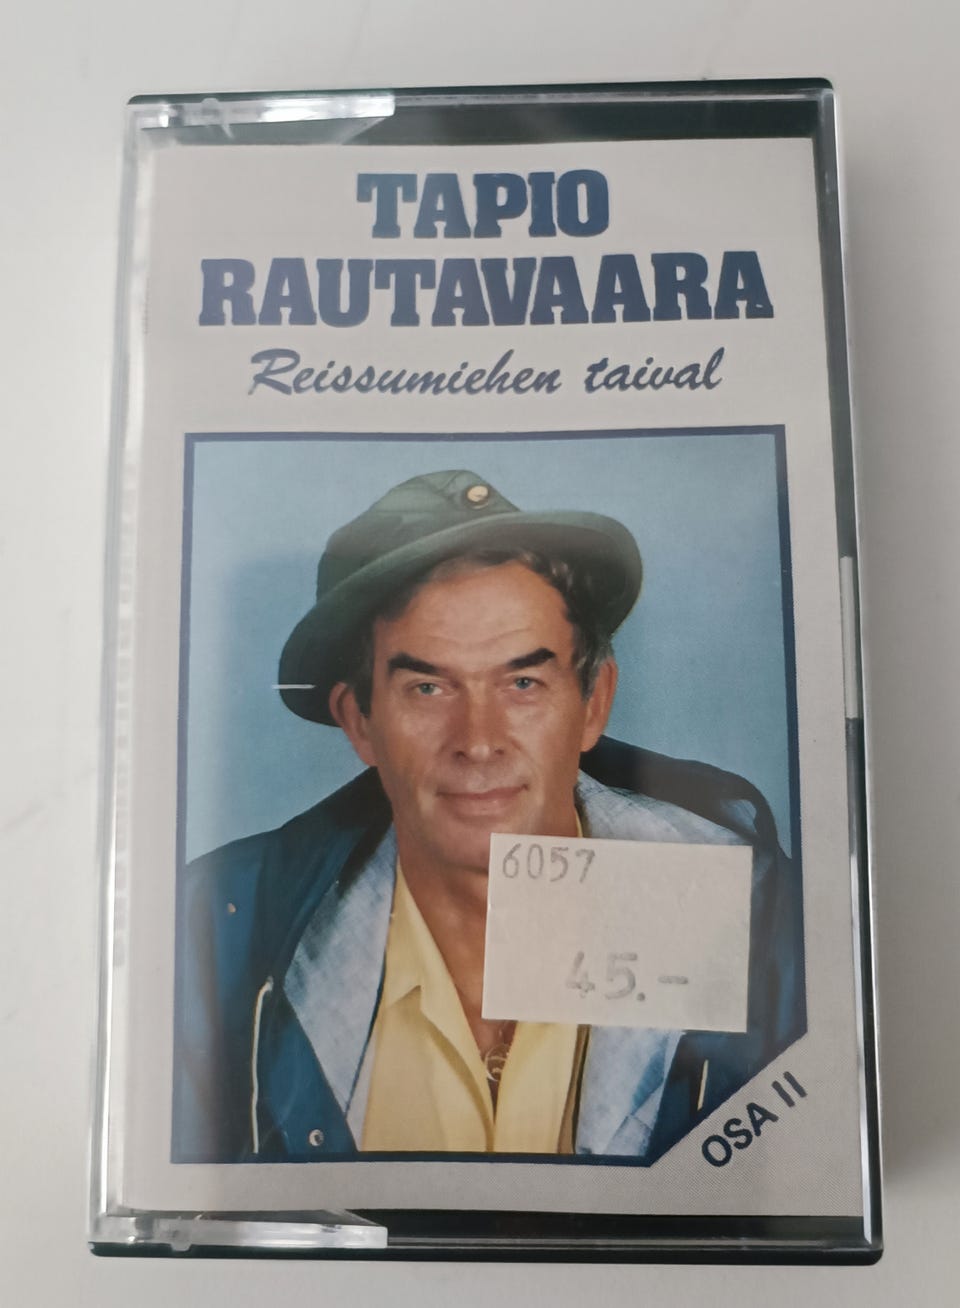 TAPIO
RAUTAVAARA
Reissumiehen taival
6057
45.-
OSA II